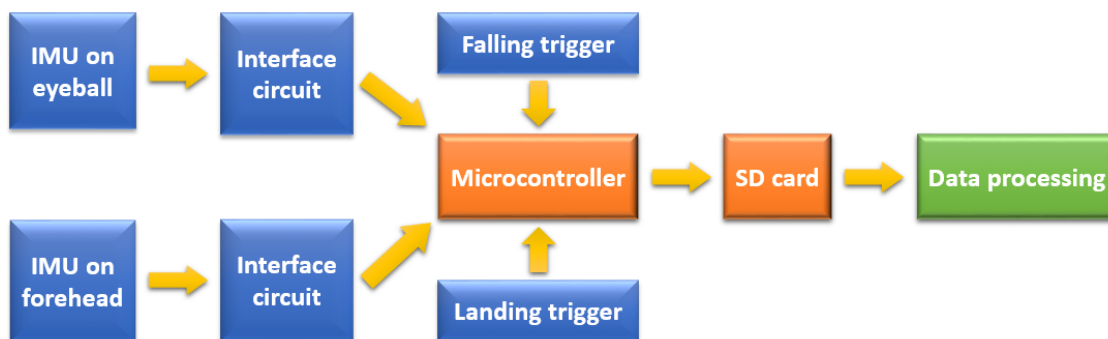 IMU on
eyeball
Interface
circuit
Falling trigger
Microcontroller
SD card
Data processing
IMU on
forehead
Interface
circuit
Landing trigger